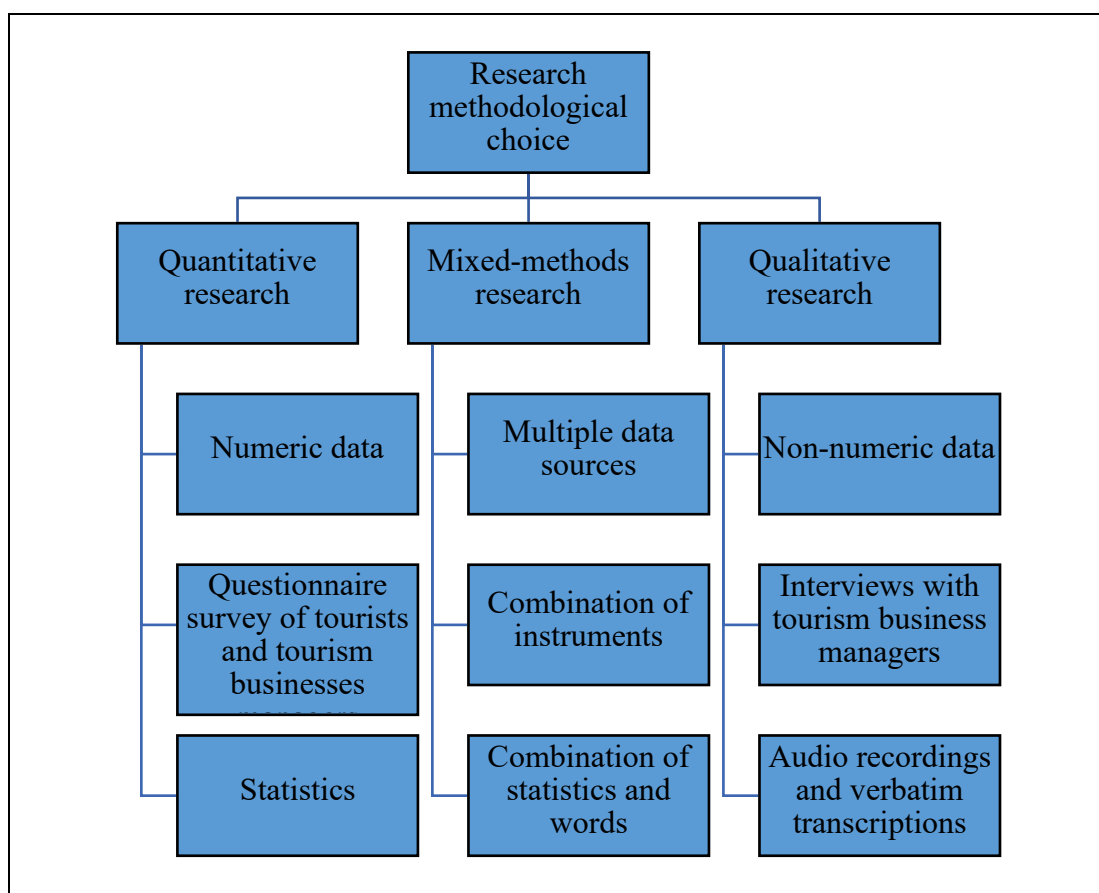 Research
methodological
choice
Quantitative
research
Mixed-methods
research
Qualitative
research
Numeric data
Multiple data
sources
Non-numeric data
Questionnaire
survey of tourists
and tourism
businesses
Combination of
instruments
Interviews with
tourism business
managers
Statistics
Combination of
statistics and
words
Audio recordings
and verbatim
transcriptions